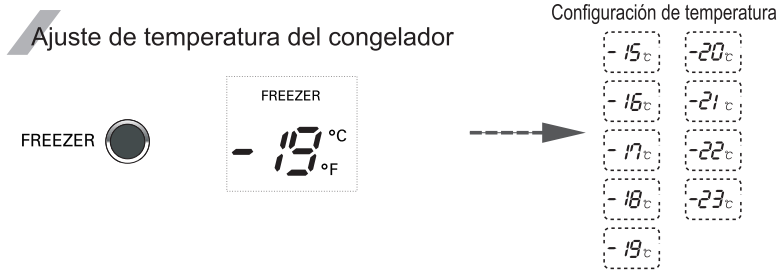 Configuración de temperatura
Ajuste de temperatura del congelador
FREEZER
FREEZER
-19 °C
°F
-15℃ -20℃
-16℃ -21℃
-17℃ -22℃
-18℃ -23℃
-19℃